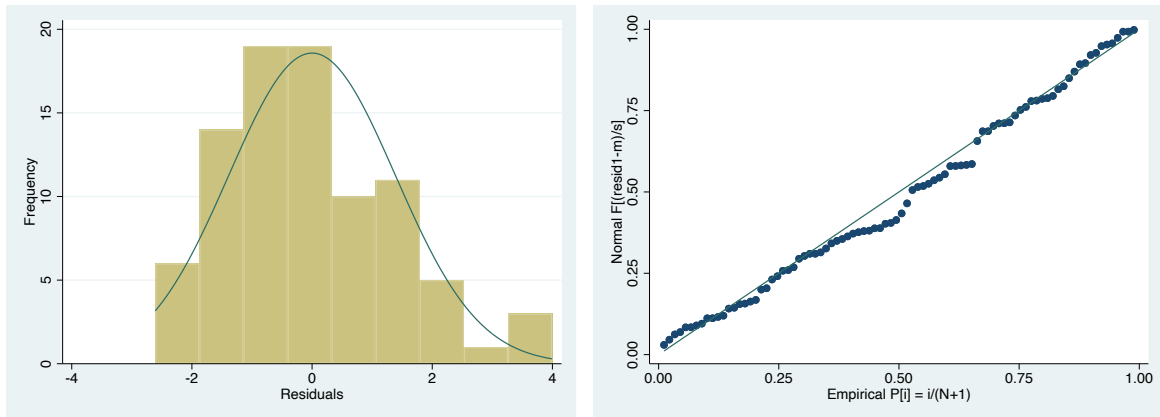 20
15
10
5
0
Frequency
-4 -2 0 2 4
Residuals
1.00
0.75
0.50
0.25
0.00
Normal F[(resid1-m)/s]
0.00 0.25 0.50 0.75 1.00
Empirical P[i] = i/(N+1)